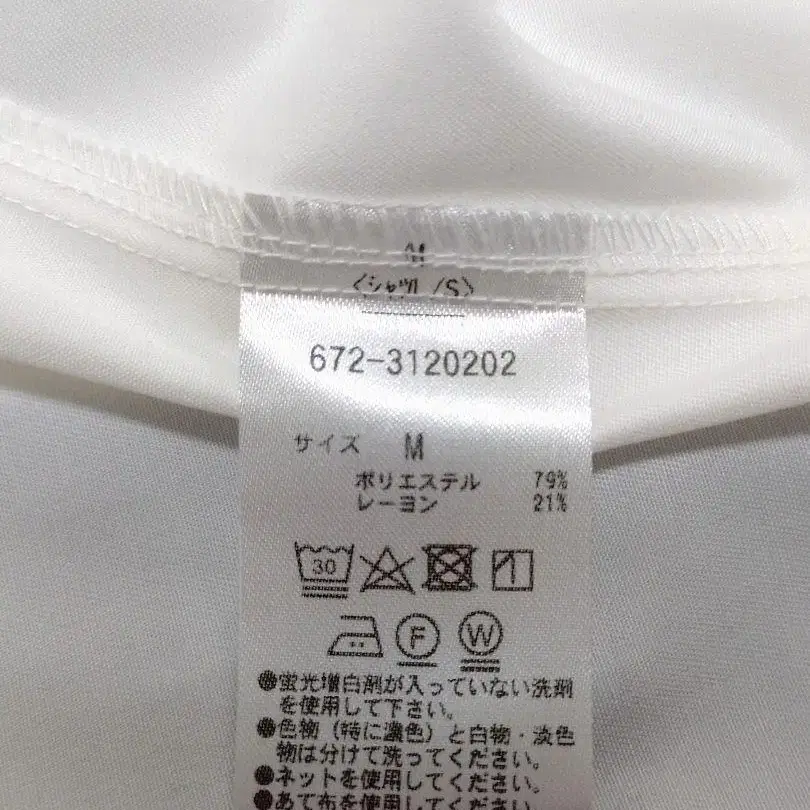 M
<シャツL/S>
672-3120202
サイズ M
ポリエステル 79%
レーヨン 21%
30
F W
●蛍光増白剤が入っていない洗剤
を使用して下さい。
●色物(特に濃色)と白物・淡色
物は分けて洗ってください。
●ネットを使用してください。
●あて布を使用してください。